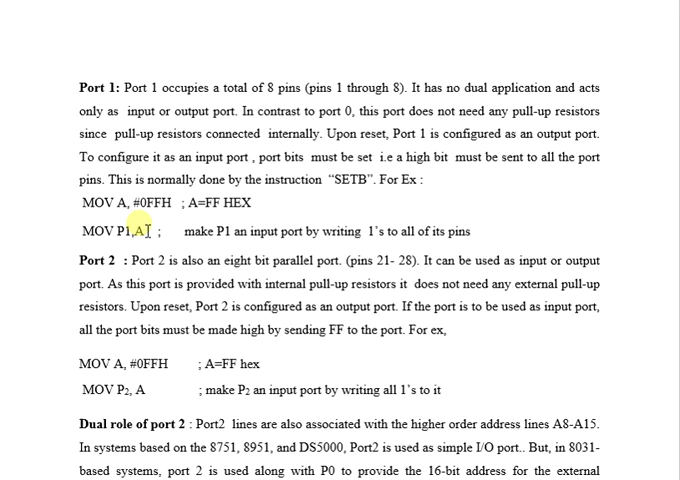 Port 1: Port 1 occupies a total of 8 pins (pins 1 through 8). It has no dual application and acts
only as input or output port. In contrast to port 0, this port does not need any pull-up resistors
since pull-up resistors connected internally. Upon reset, Port 1 is configured as an output port.
To configure it as an input port , port bits must be set i.e a high bit must be sent to all the port
pins. This is normally done by the instruction “SETB”. For Ex :
MOV A, #0FFH ; A=FF HEX
MOV P1,A ; make P1 an input port by writing 1’s to all of its pins
Port 2 : Port 2 is also an eight bit parallel port. (pins 21- 28). It can be used as input or output
port. As this port is provided with internal pull-up resistors it does not need any external pull-up
resistors. Upon reset, Port 2 is configured as an output port. If the port is to be used as input port,
all the port bits must be made high by sending FF to the port. For ex,
MOV A, #0FFH ; A=FF hex
MOV P2, A ; make P2 an input port by writing all 1’s to it
Dual role of port 2 : Port2 lines are also associated with the higher order address lines A8-A15.
In systems based on the 8751, 8951, and DS5000, Port2 is used as simple I/O port.. But, in 8031-
based systems, port 2 is used along with P0 to provide the 16-bit address for the external